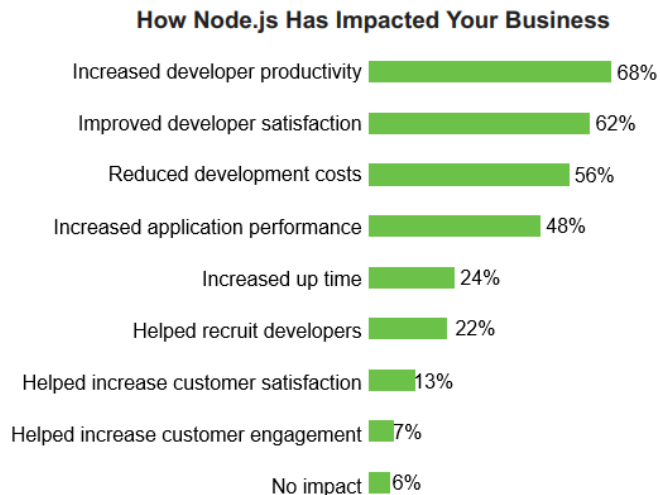 How Node.js Has Impacted Your Business
Increased developer productivity 68%
Improved developer satisfaction 62%
Reduced development costs 56%
Increased application performance 48%
Increased up time 24%
Helped recruit developers 22%
Helped increase customer satisfaction 13%
Helped increase customer engagement 7%
No impact 6%